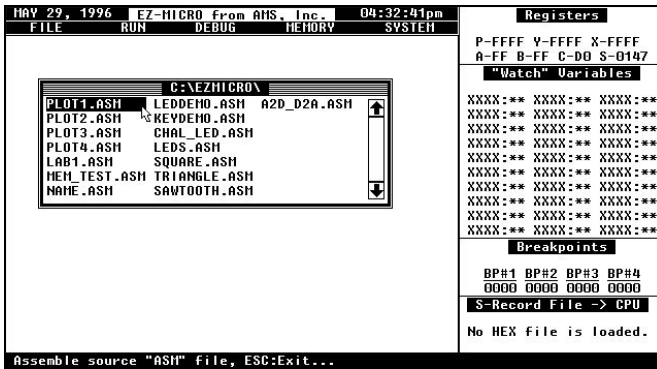 MAY 29, 1996 EZ-MICRO from AMS, Inc. 04:32:41pm
FILE RUN DEBUG MEMORY SYSTEM
C:\EZMICRO\
PLOT1.ASM LEDDEMO.ASM A2D_D2A.ASM
PLOT2.ASM KEYDEMO.ASM
PLOT3.ASM CHAL_LED.ASM
PLOT4.ASM LEDS.ASM
LAB1.ASM SQUARE.ASM
MEM_TEST.ASM TRIANGLE.ASM
NAME.ASM SAWTOOTH.ASM
Assemble source "ASM" file, ESC:Exit...
Registers
P-FFFF Y-FFFF X-FFFF
A-FF B-FF C-D0 S-0147
"Watch" Variables
XXXX:** XXXX:** XXXX:**
XXXX:** XXXX:** XXXX:**
XXXX:** XXXX:** XXXX:**
XXXX:** XXXX:** XXXX:**
XXXX:** XXXX:** XXXX:**
XXXX:** XXXX:** XXXX:**
XXXX:** XXXX:** XXXX:**
XXXX:** XXXX:** XXXX:**
XXXX:** XXXX:** XXXX:**
XXXX:** XXXX:** XXXX:**
Breakpoints
BP#1 BP#2 BP#3 BP#4
0000 0000 0000 0000
S-Record File -> CPU
No HEX file is loaded.